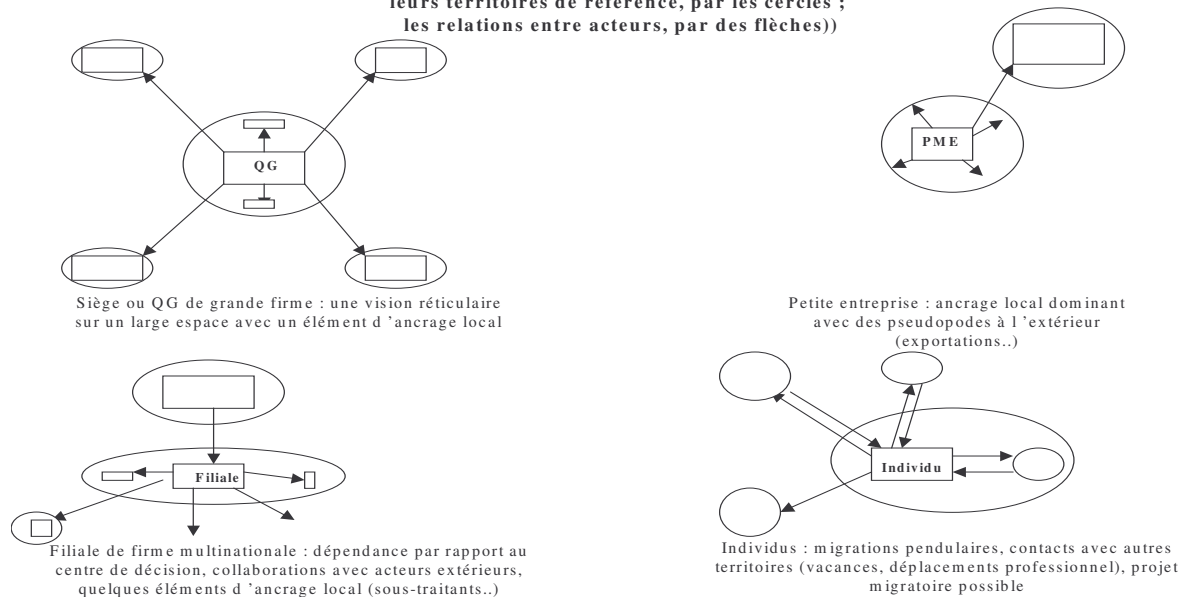 leurs territoires de référence, par les cercles ;
les relations entre acteurs, par des flèches))
QG
PME
Siège ou QG de grande firme : une vision réticulaire
sur un large espace avec un élément d 'ancrage local
Petite entreprise : ancrage local dominant
avec des pseudopodes à l 'extérieur
(exportations..)
Filiale
Individu
Filiale de firme multinationale : dépendance par rapport au
centre de décision, collaborations avec acteurs extérieurs,
quelques éléments d 'ancrage local (sous-traitants..)
Individus : migrations pendulaires, contacts avec autres
territoires (vacances, déplacements professionnel), projet
migratoire possible